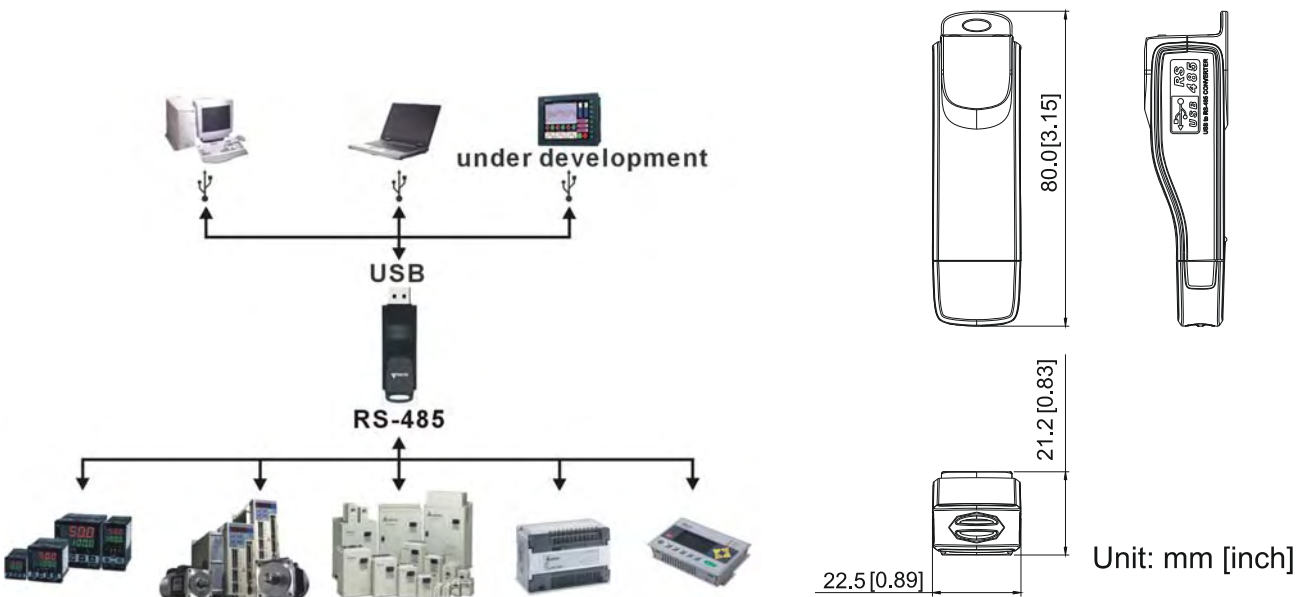 under development
USB
RS-485
80.0[3.15]
RS
485
USB
USB to RS-485 CONVERTER
21.2[0.83]
22.5[0.89]
Unit: mm [inch]